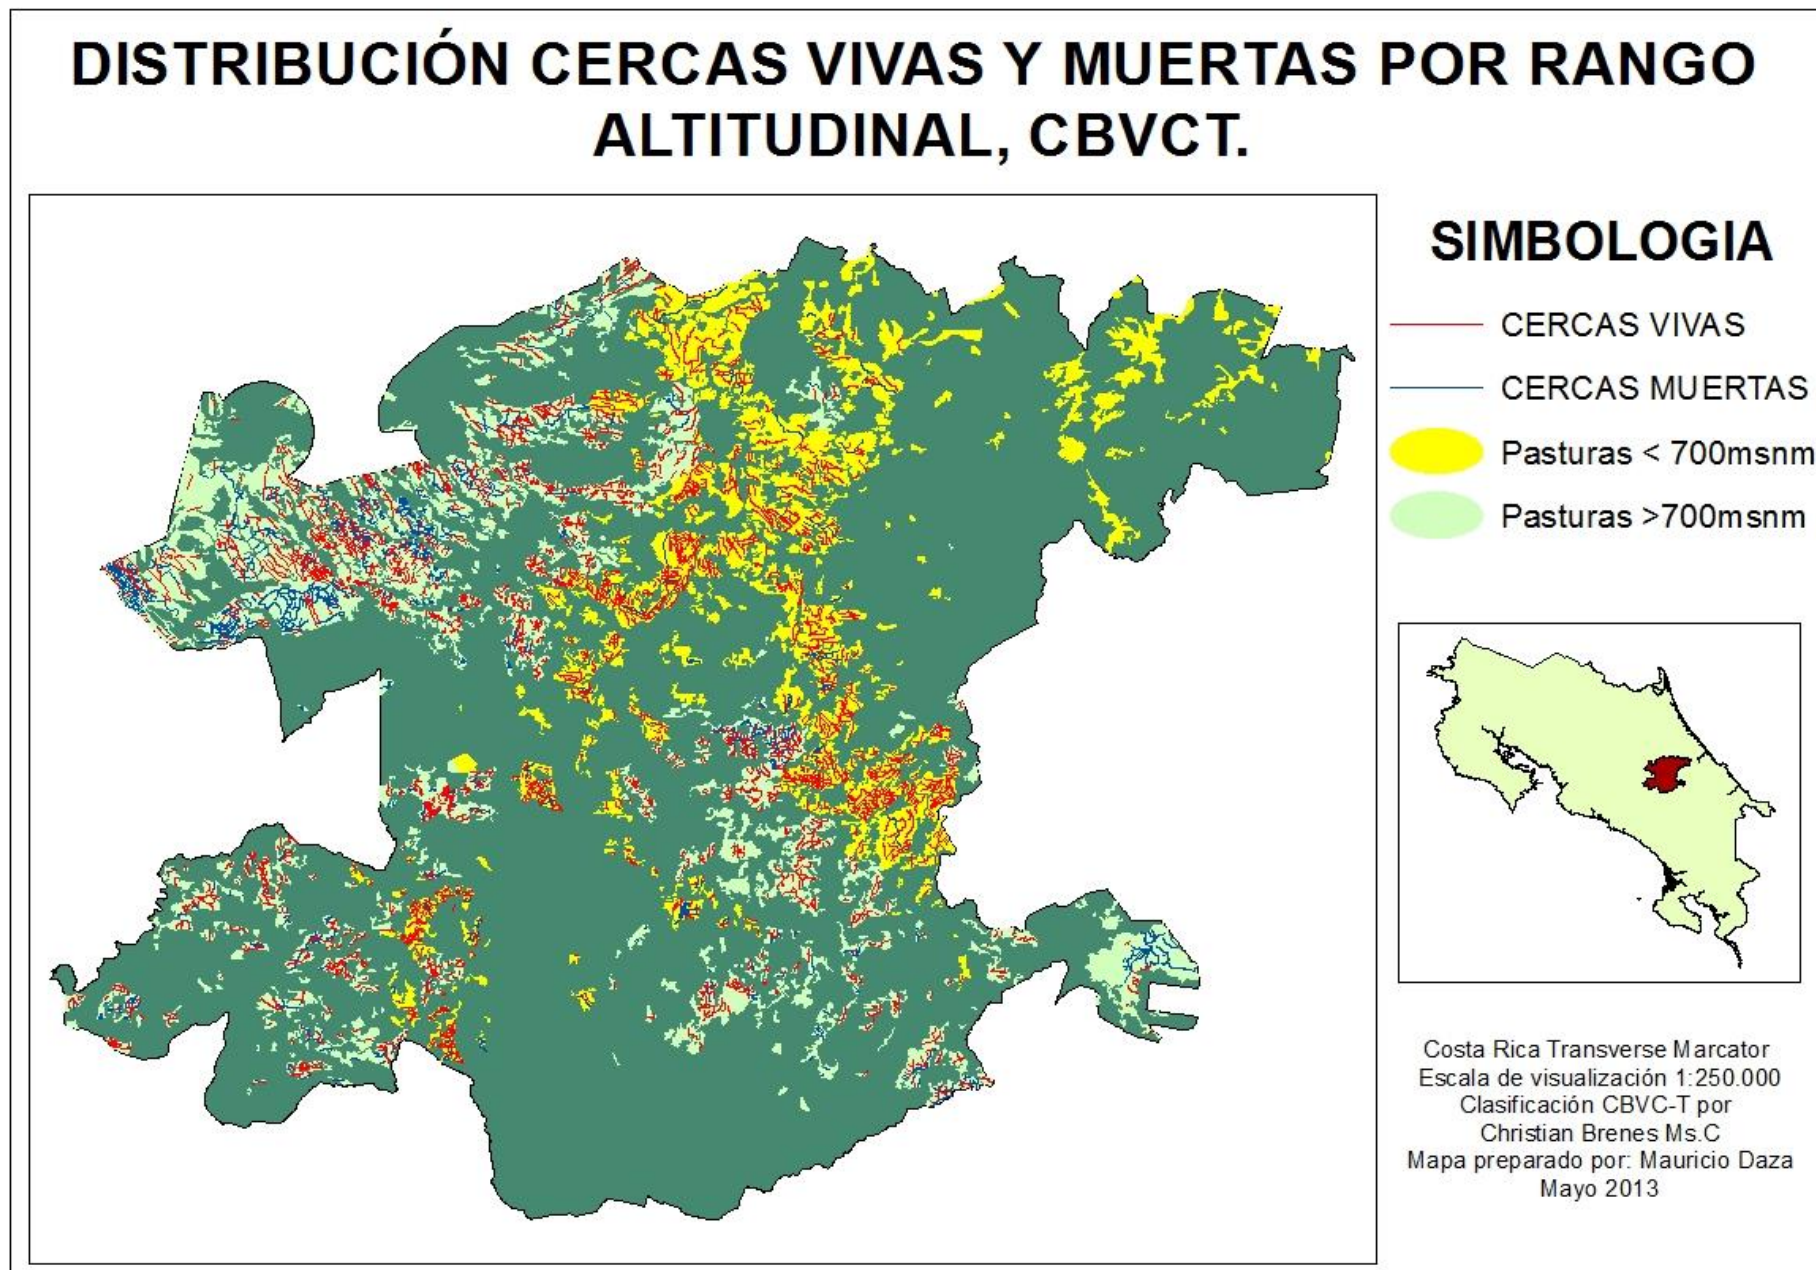 DISTRIBUCIÓN CERCAS VIVAS Y MUERTAS POR RANGO
ALTITUDINAL, CBVCT.
SIMBOLOGIA
CERCAS VIVAS
CERCAS MUERTAS
Pasturas < 700msnm
Pasturas >700msnm
Costa Rica Transverse Marcator
Escala de visualización 1:250.000
Clasificación CBVC-T por
Christian Brenes Ms.C
Mapa preparado por: Mauricio Daza
Mayo 2013